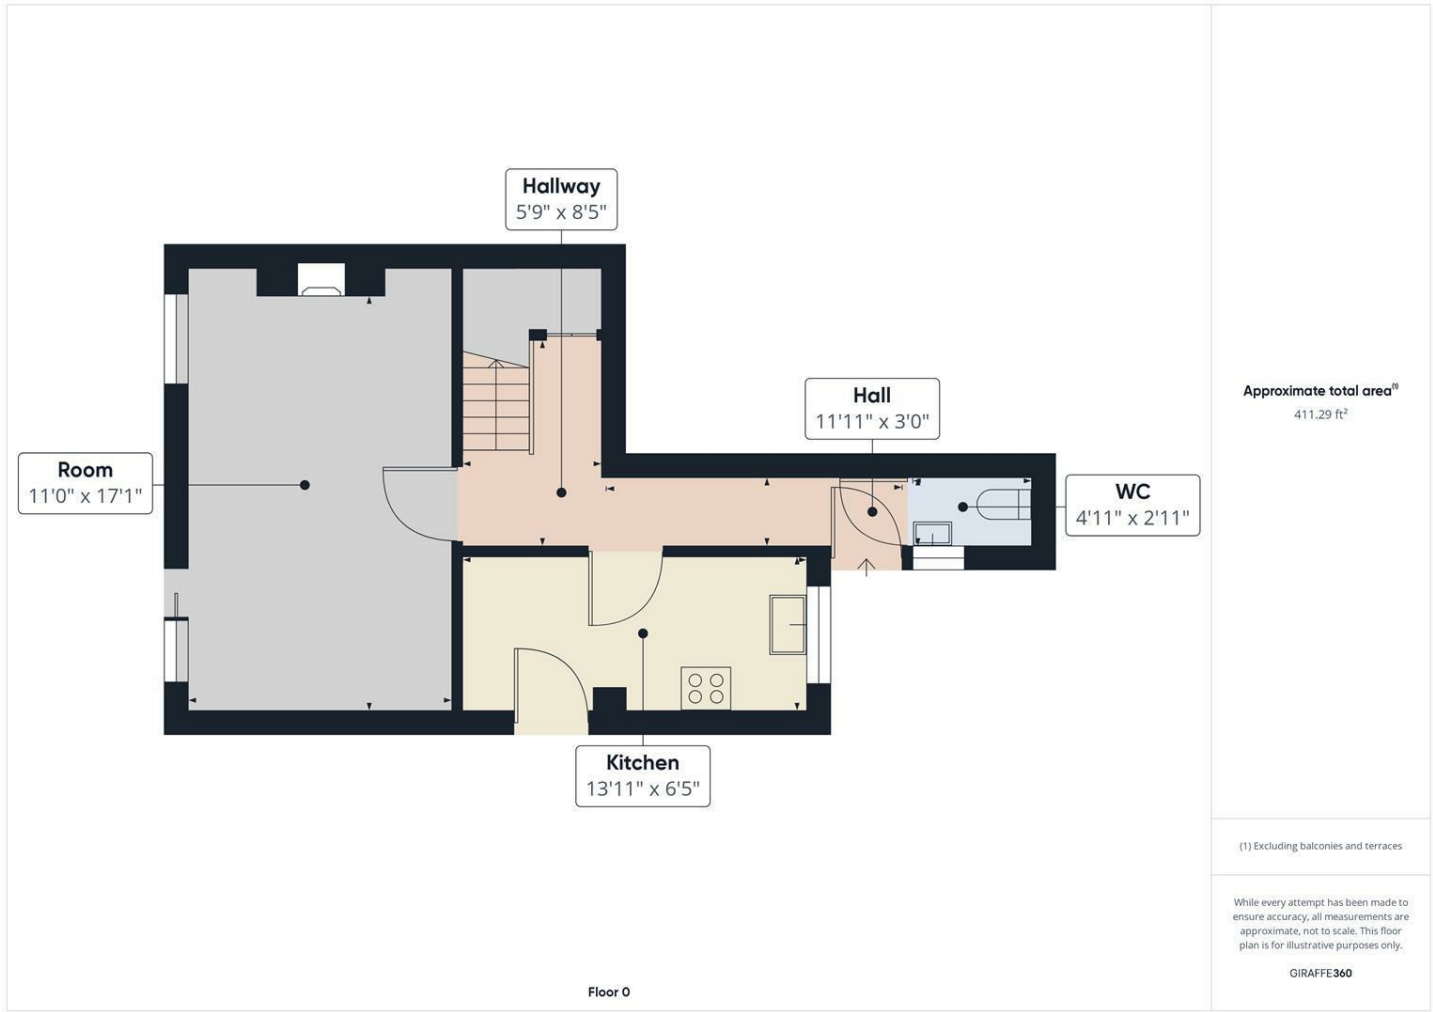 Hallway
5'9" x 8'5"
Hall
11'11" x 3'0"
Room
11'0" x 17'1"
WC
4'11" x 2'11"
Kitchen
13'11" x 6'5"
Floor 0
Approximate total area(1)
411.29 ft²
(1) Excluding balconies and terraces
While every attempt has been made to
ensure accuracy, all measurements are
approximate, not to scale. This floor
plan is for illustrative purposes only.
GIRAFFE360